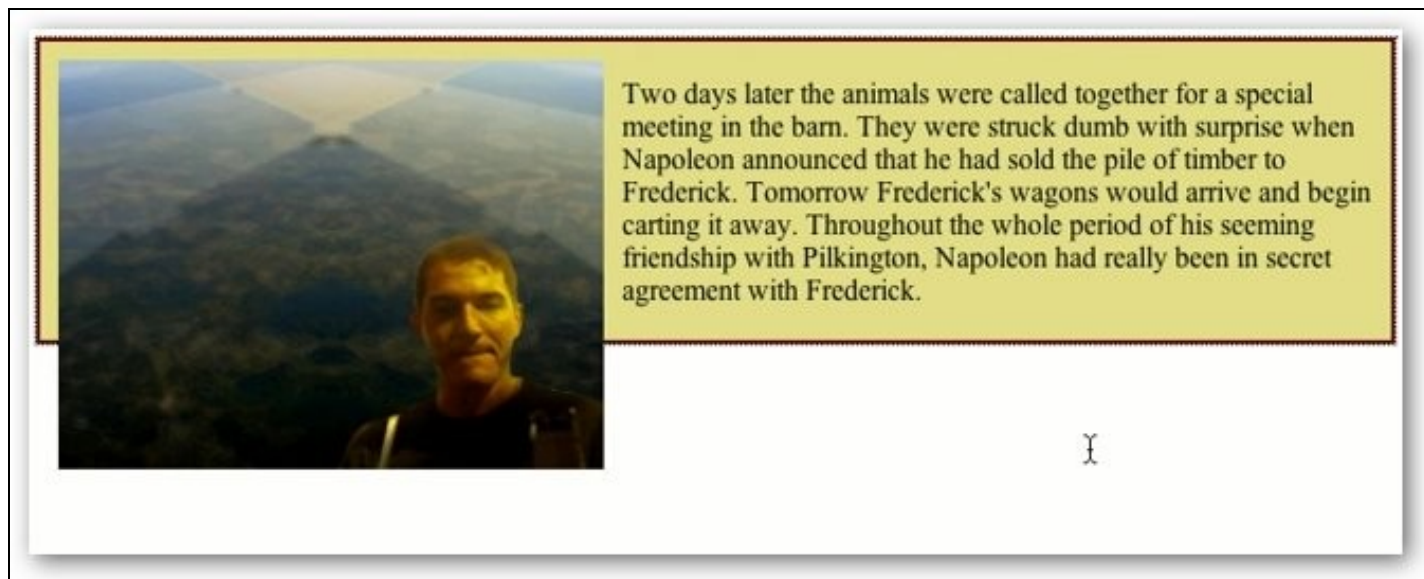 Two days later the animals were called together for a special
meeting in the barn. They were struck dumb with surprise when
Napoleon announced that he had sold the pile of timber to
Frederick. Tomorrow Frederick's wagons would arrive and begin
carting it away. Throughout the whole period of his seeming
friendship with Pilkington, Napoleon had really been in secret
agreement with Frederick.